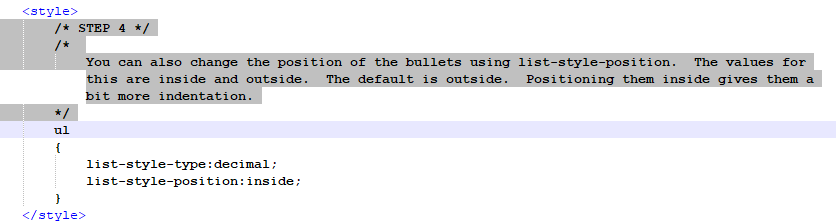 <style>
/* STEP 4 */
/*
You can also change the position of the bullets using list-style-position.  The values for
this are inside and outside.  The default is outside.  Positioning them inside gives them a
bit more indentation.
*/
ul
{
list-style-type:decimal;
list-style-position:inside;
}
</style>